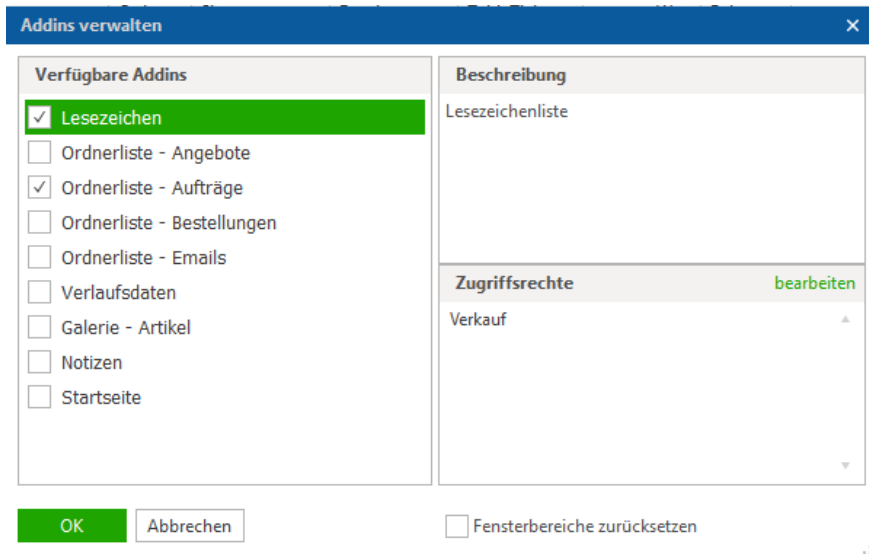 Addins verwalten
Verfügbare Addins
Lesezeichen
Ordnerliste - Angebote
Ordnerliste - Aufträge
Ordnerliste - Bestellungen
Ordnerliste - Emails
Verlaufsdaten
Galerie - Artikel
Notizen
Startseite
Beschreibung
Lesezeichenliste
Zugriffsrechte bearbeiten
Verkauf
OK Abbrechen Fensterbereiche zurücksetzen